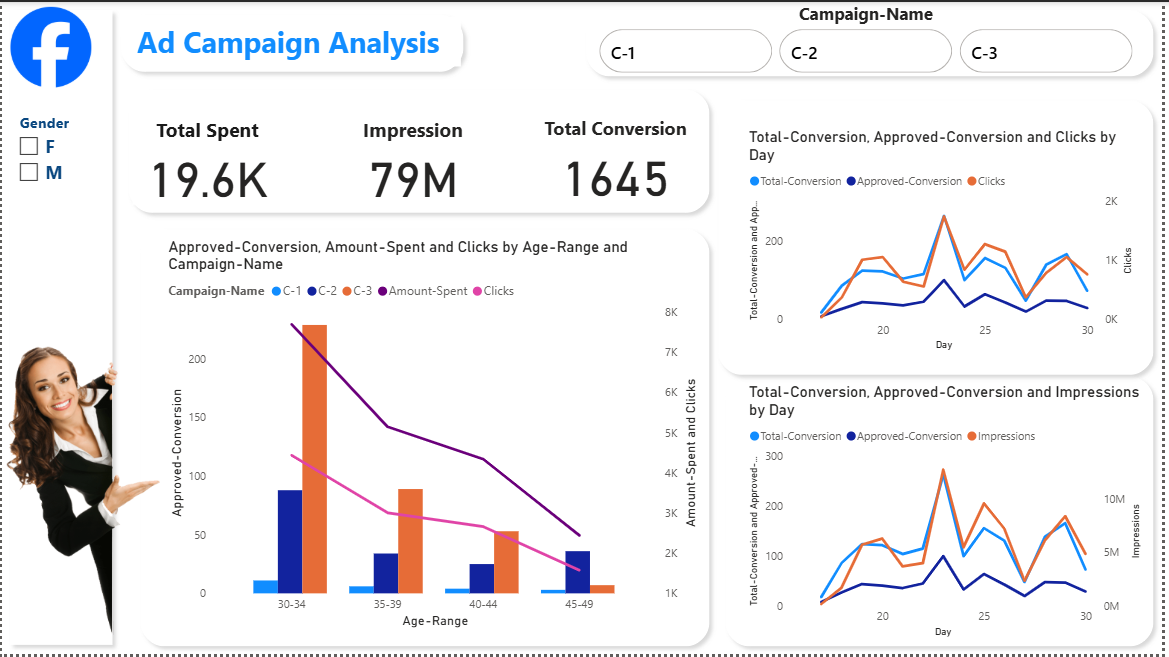 Campaign-Name
Ad Campaign Analysis
C-1
C-2
C-3
Gender
F
M
Total Spent
19.6K
Impression
79M
Total Conversion
1645
Approved-Conversion, Amount-Spent and Clicks by Age-Range and
Campaign-Name
Campaign-Name C-1 C-2 C-3 Amount-Spent Clicks
Approved-Conversion
200
150
100
50
0
8K
7K
6K
5K
4K
3K
2K
1K
Amount-Spent and Clicks
30-34 35-39 40-44 45-49
Age-Range
Total-Conversion, Approved-Conversion and Clicks by
Day
Total-Conversion Approved-Conversion Clicks
Total-Conversion and App...
200
0
2K
1K
0K
Clicks
20 25 30
Day
Total-Conversion, Approved-Conversion and Impressions
by Day
Total-Conversion Approved-Conversion Impressions
Total-Conversion and Approved-...
300
200
100
0
10M
5M
0M
Impressions
20 25 30
Day